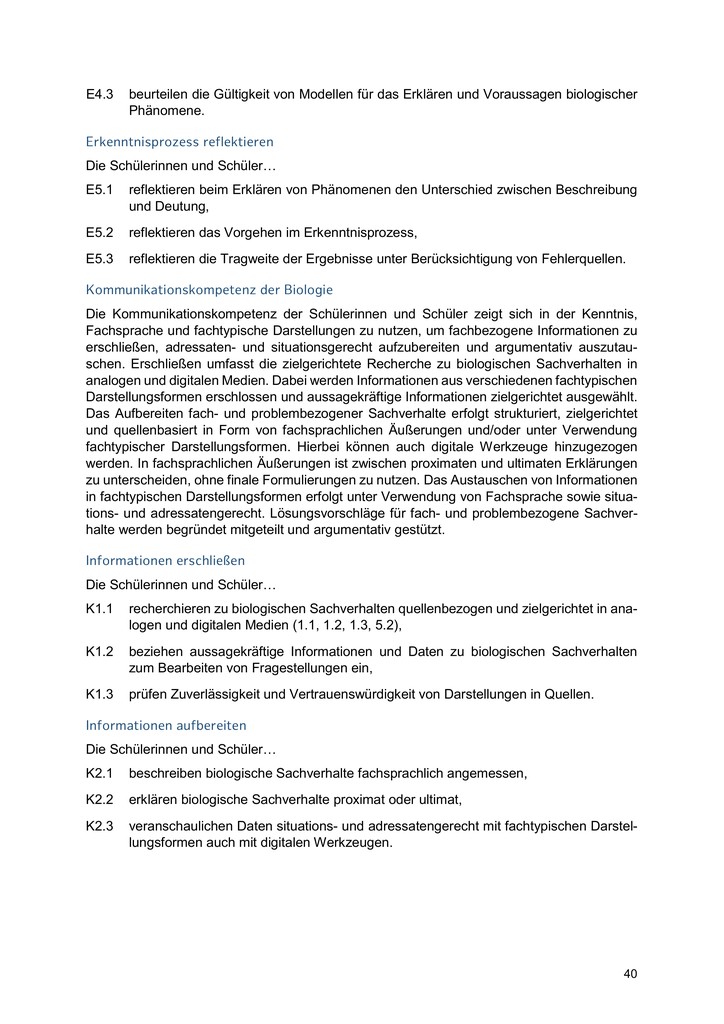 E4.3 beurteilen die Gültigkeit von Modellen für das Erklären und Voraussagen biologischer
Phänomene.
Erkenntnisprozess reflektieren
Die Schülerinnen und Schüler…
E5.1 reflektieren beim Erklären von Phänomenen den Unterschied zwischen Beschreibung
und Deutung,
E5.2 reflektieren das Vorgehen im Erkenntnisprozess,
E5.3 reflektieren die Tragweite der Ergebnisse unter Berücksichtigung von Fehlerquellen.
Kommunikationskompetenz der Biologie
Die Kommunikationskompetenz der Schülerinnen und Schüler zeigt sich in der Kenntnis,
Fachsprache und fachtypische Darstellungen zu nutzen, um fachbezogene Informationen zu
erschließen, adressaten- und situationsgerecht aufzubereiten und argumentativ auszutau-
schen. Erschließen umfasst die zielgerichtete Recherche zu biologischen Sachverhalten in
analogen und digitalen Medien. Dabei werden Informationen aus verschiedenen fachtypischen
Darstellungsformen erschlossen und aussagekräftige Informationen zielgerichtet ausgewählt.
Das Aufbereiten fach- und problembezogener Sachverhalte erfolgt strukturiert, zielgerichtet
und quellenbasiert in Form von fachsprachlichen Äußerungen und/oder unter Verwendung
fachtypischer Darstellungsformen. Hierbei können auch digitale Werkzeuge hinzugezogen
werden. In fachsprachlichen Äußerungen ist zwischen proximaten und ultimaten Erklärungen
zu unterscheiden, ohne finale Formulierungen zu nutzen. Das Austauschen von Informationen
in fachtypischen Darstellungsformen erfolgt unter Verwendung von Fachsprache sowie situa-
tions- und adressatengerecht. Lösungsvorschläge für fach- und problembezogene Sachver-
halte werden begründet mitgeteilt und argumentativ gestützt.
Informationen erschließen
Die Schülerinnen und Schüler…
K1.1 recherchieren zu biologischen Sachverhalten quellenbezogen und zielgerichtet in ana-
logen und digitalen Medien (1.1, 1.2, 1.3, 5.2),
K1.2 beziehen aussagekräftige Informationen und Daten zu biologischen Sachverhalten
zum Bearbeiten von Fragestellungen ein,
K1.3 prüfen Zuverlässigkeit und Vertrauenswürdigkeit von Darstellungen in Quellen.
Informationen aufbereiten
Die Schülerinnen und Schüler…
K2.1 beschreiben biologische Sachverhalte fachsprachlich angemessen,
K2.2 erklären biologische Sachverhalte proximat oder ultimat,
K2.3 veranschaulichen Daten situations- und adressatengerecht mit fachtypischen Darstel-
lungsformen auch mit digitalen Werkzeugen.
40